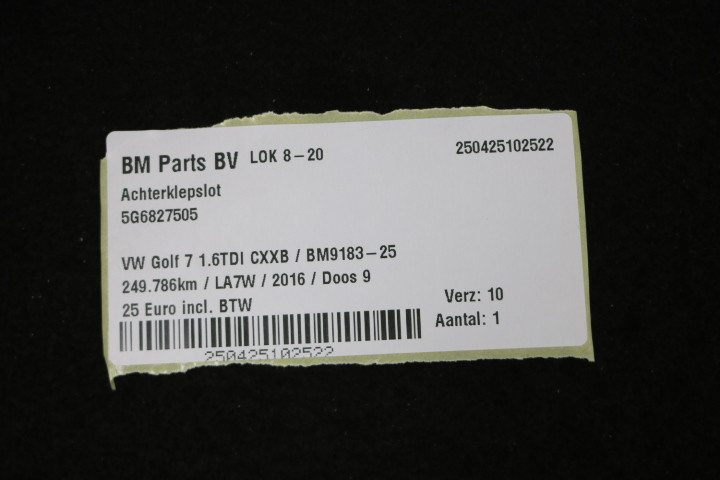 BM Parts BV LOK 8-20 250425102522
Achterklepslot
5G6827505
VW Golf 7 1.6TDI CXXB / BM9183-25
249.786km / LA7W / 2016 / Doos 9
25 Euro incl. BTW
Verz: 10
Aantal: 1
250425102522